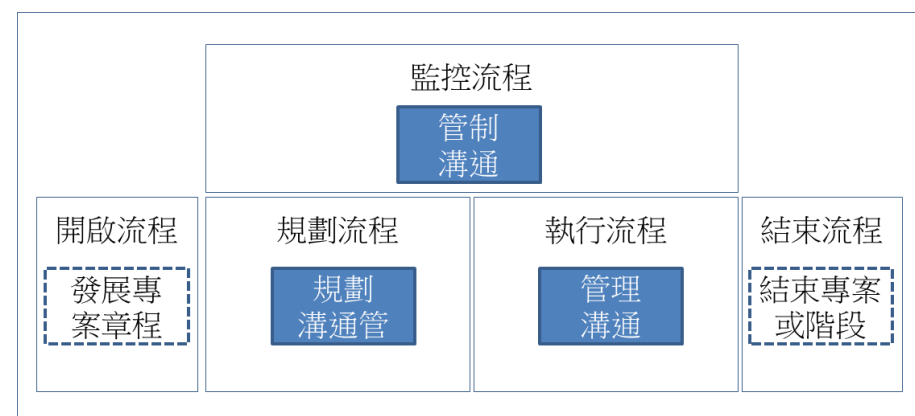 監控流程
管制
溝通
開啟流程
發展專
案章程
規劃流程
規劃
溝通管
執行流程
管理
溝通
結束流程
結束專案
或階段